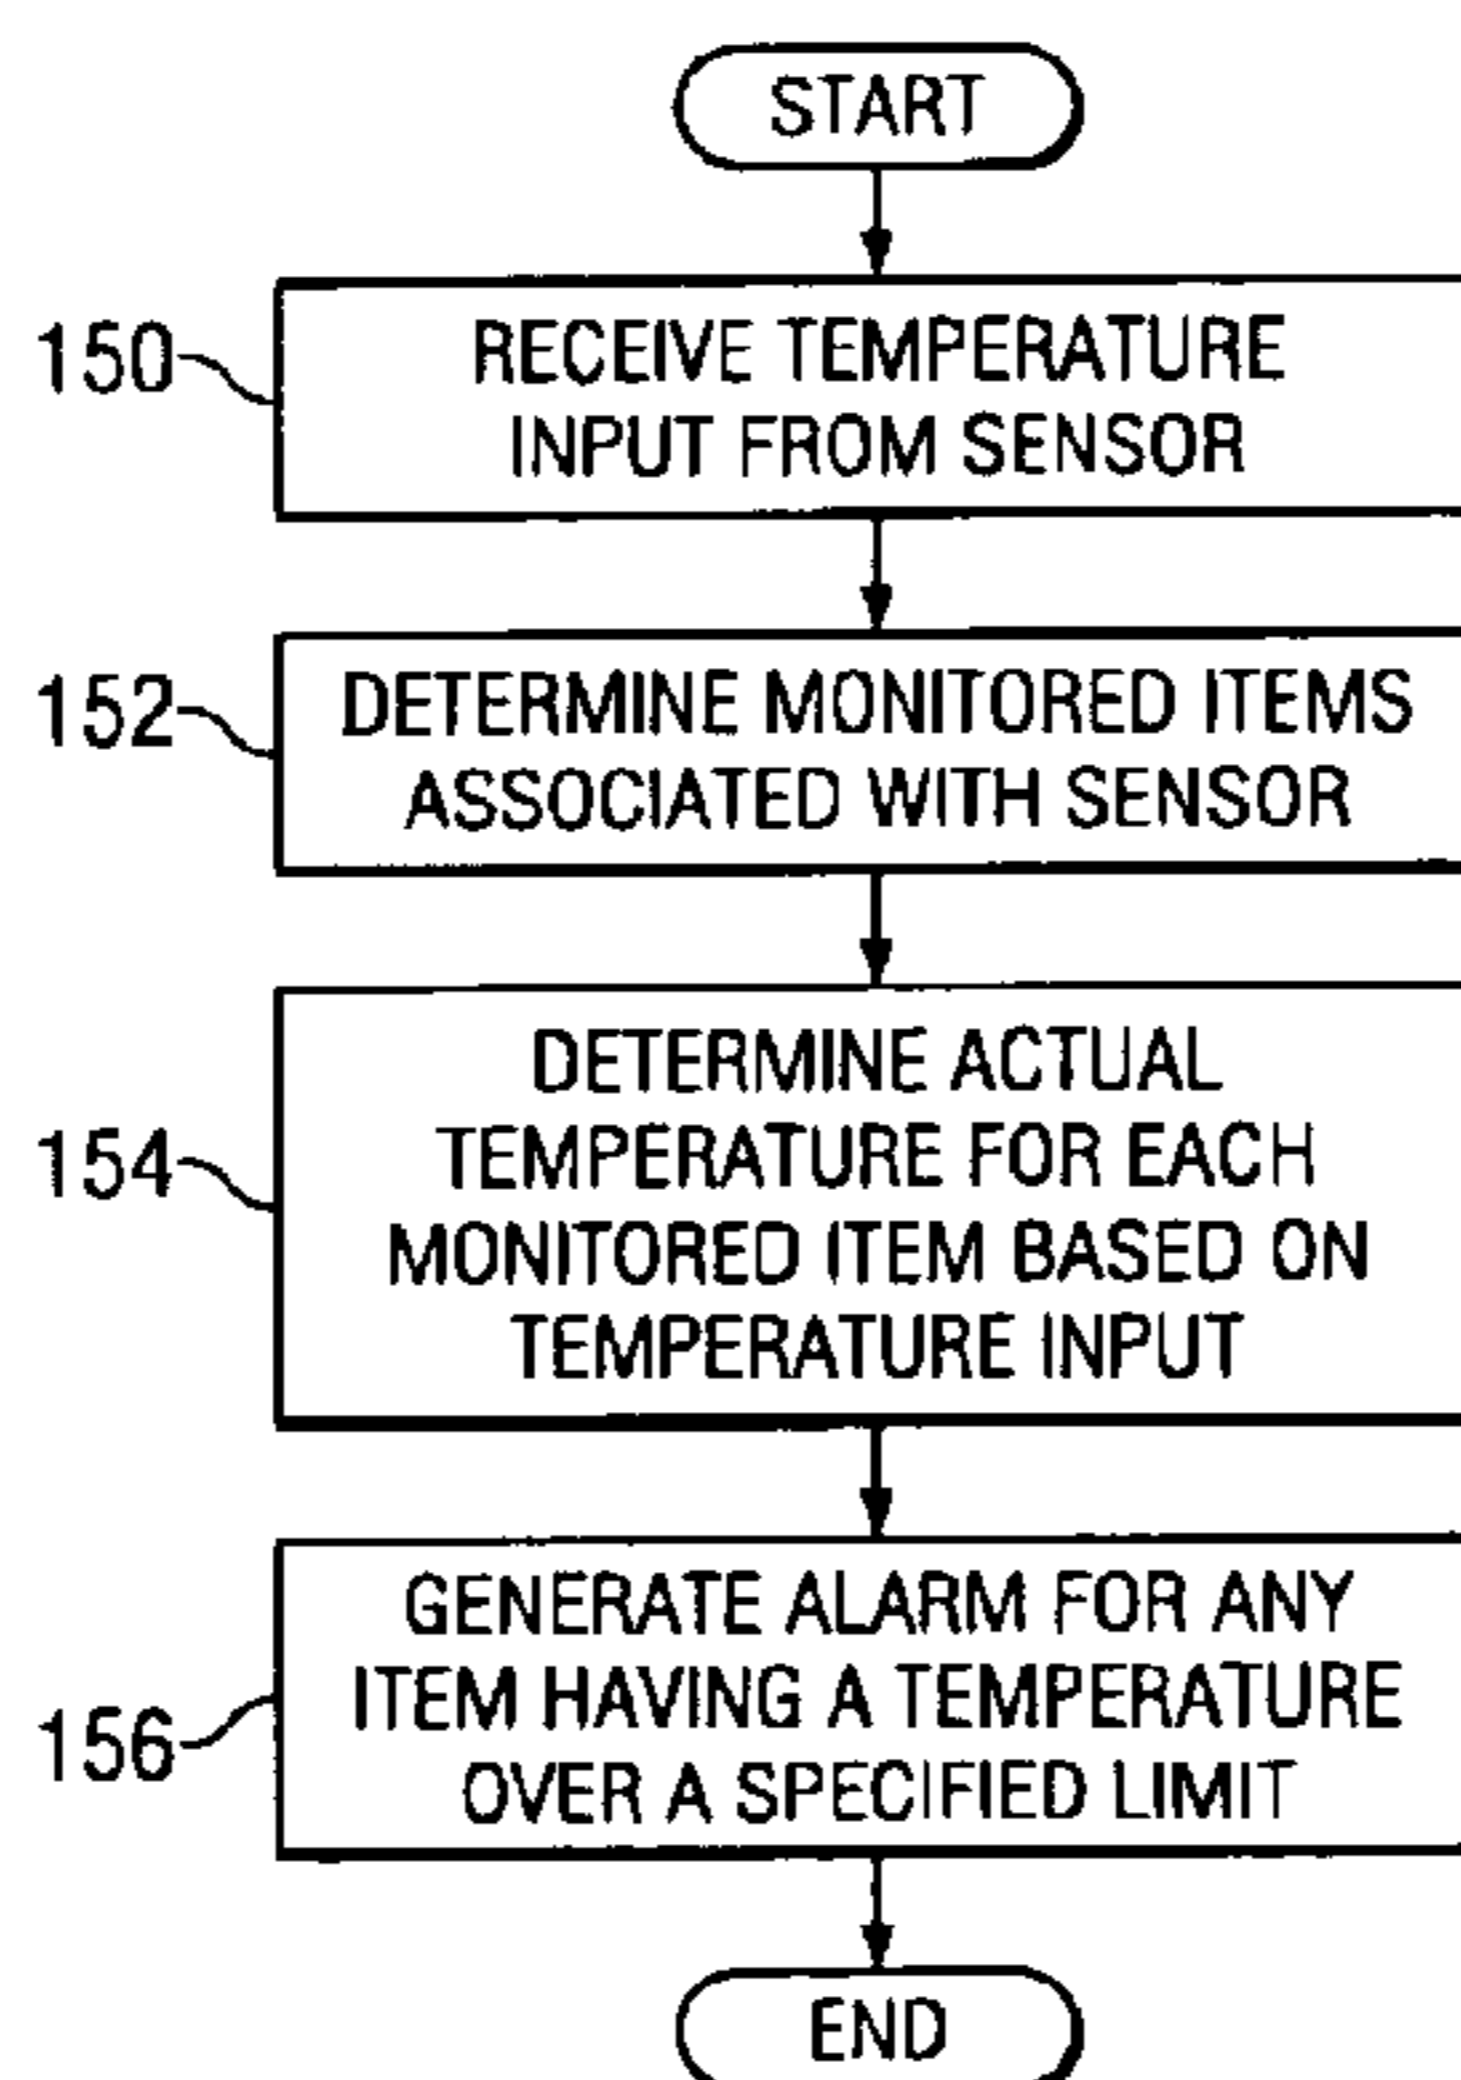 START
150
RECEIVE TEMPERATURE
INPUT FROM SENSOR
152
DETERMINE MONITORED ITEMS
ASSOCIATED WITH SENSOR
154
DETERMINE ACTUAL
TEMPERATURE FOR EACH
MONITORED ITEM BASED ON
TEMPERATURE INPUT
156
GENERATE ALARM FOR ANY
ITEM HAVING A TEMPERATURE
OVER A SPECIFIED LIMIT
END